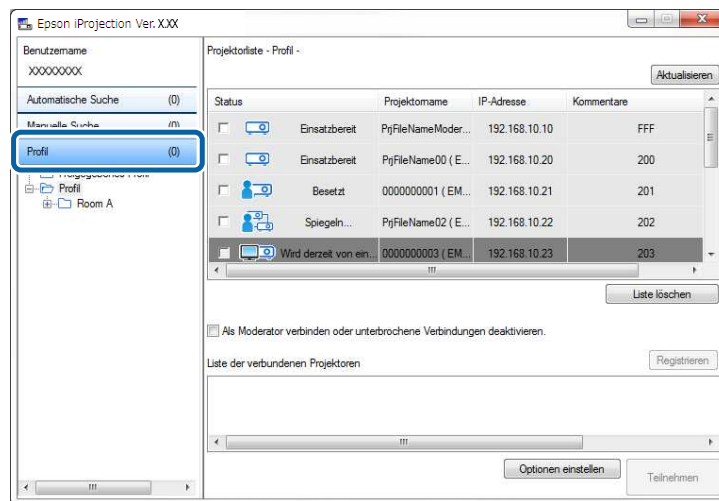 Epson iProjection Ver. X.XX
Benutzername
XXXXXXXX
Automatische Suche (0)
Manuelle Suche (0)
Profil (0)
Freigegebenes Profil
Profil
Room A
Projektorliste - Profil -
Aktualisieren
Status Projektorname IP-Adresse Kommentare
Einsatzbereit PrjFileNameModer... 192.168.10.10 FFF
Einsatzbereit PrjFileName00 ( E... 192.168.10.20 200
Besetzt 0000000001 ( EM... 192.168.10.21 201
Spiegeln... PrjFileName02 ( E... 192.168.10.22 202
Wird derzeit von ein... 0000000003 ( EM... 192.168.10.23 203
Liste löschen
Als Moderator verbinden oder unterbrochene Verbindungen deaktivieren.
Liste der verbundenen Projektoren
Registrieren
Optionen einstellen
Teilnehmen